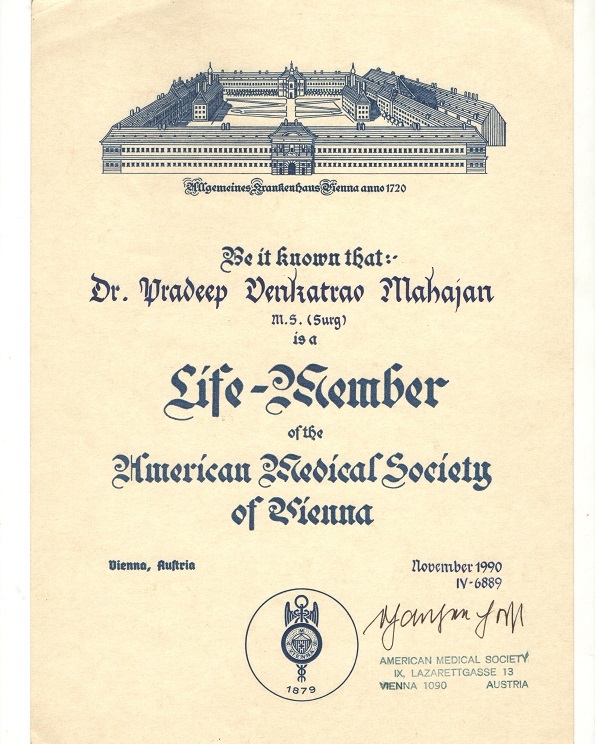 Allgemeines Krankenhaus Vienna anno 1720
Be it known that:-
Dr. Pradeep Venkatrao Mahajan
M.S. (Surg)
is a
Life-Member
of the
American Medical Society
of Vienna
Vienna, Austria
November 1990
IV-6889
1879
AMERICAN MEDICAL SOCIETY
IX, LAZARETTGASSE 13
VIENNA 1090 AUSTRIA